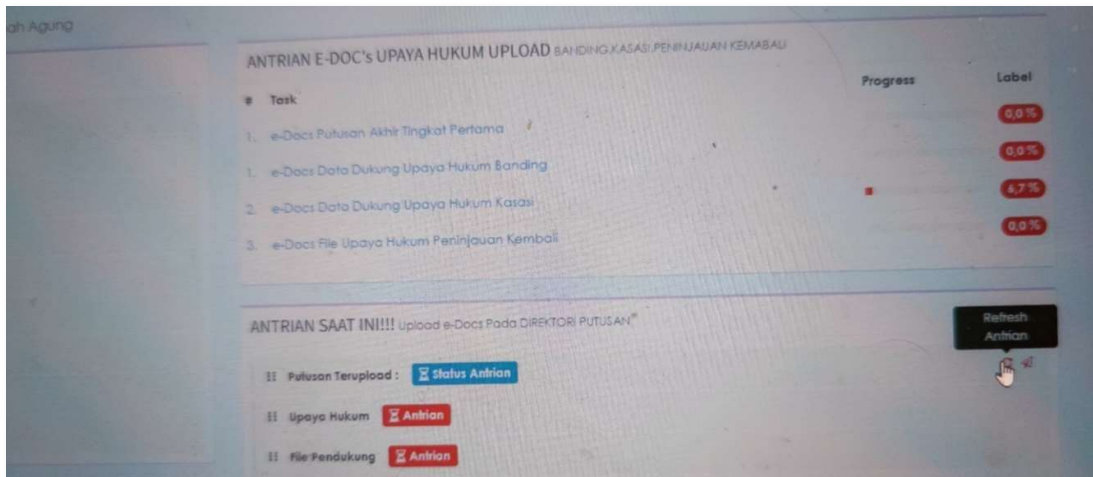 ah Agung
ANTRIAN E-DOC's UPAYA HUKUM UPLOAD BANDING,KASASI,PENINJAUAN KEMABALI
# Task Progress Label
1. e-Docs Putusan Akhir Tingkat Pertama 0,0 %
1. e-Docs Data Dukung Upaya Hukum Banding 0,0 %
2. e-Docs Data Dukung Upaya Hukum Kasasi 6,7 %
3. e-Docs File Upaya Hukum Peninjauan Kembali 0,0 %
ANTRIAN SAAT INI!!! Upload e-Docs Pada DIREKTORI PUTUSAN"
Refresh
Antrian
Putusan Terupload : Status Antrian
Upaya Hukum Antrian
File Pendukung Antrian